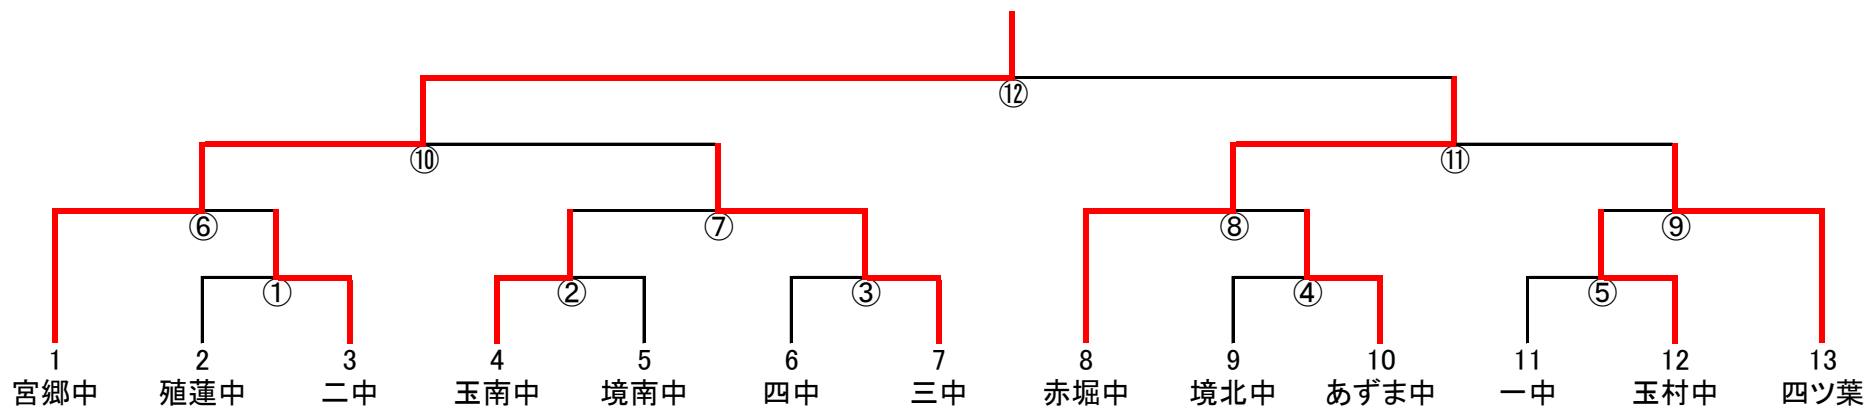 ⑫
⑩ ⑪
⑥ ⑦ ⑧ ⑨
① ② ③ ④ ⑤
1 2 3 4 5 6 7 8 9 10 11 12 13
宮郷中 殖蓮中 二中 玉南中 境南中 四中 三中 赤堀中 境北中 あずま中 一中 玉村中 四ツ葉